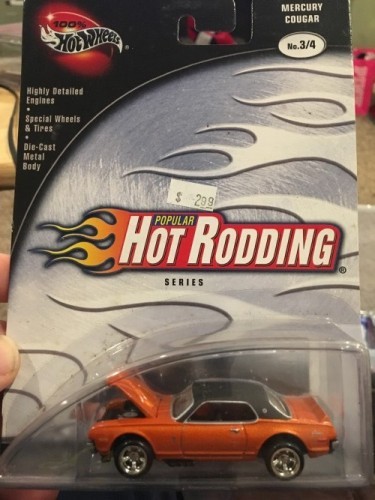 100%
Hot Wheels
MERCURY
COUGAR
No.3/4
Highly Detailed
Engines
•
Special Wheels
& Tires
•
Die-Cast
Metal
Body
$ 2.99
POPULAR
HOT RODDING®
SERIES